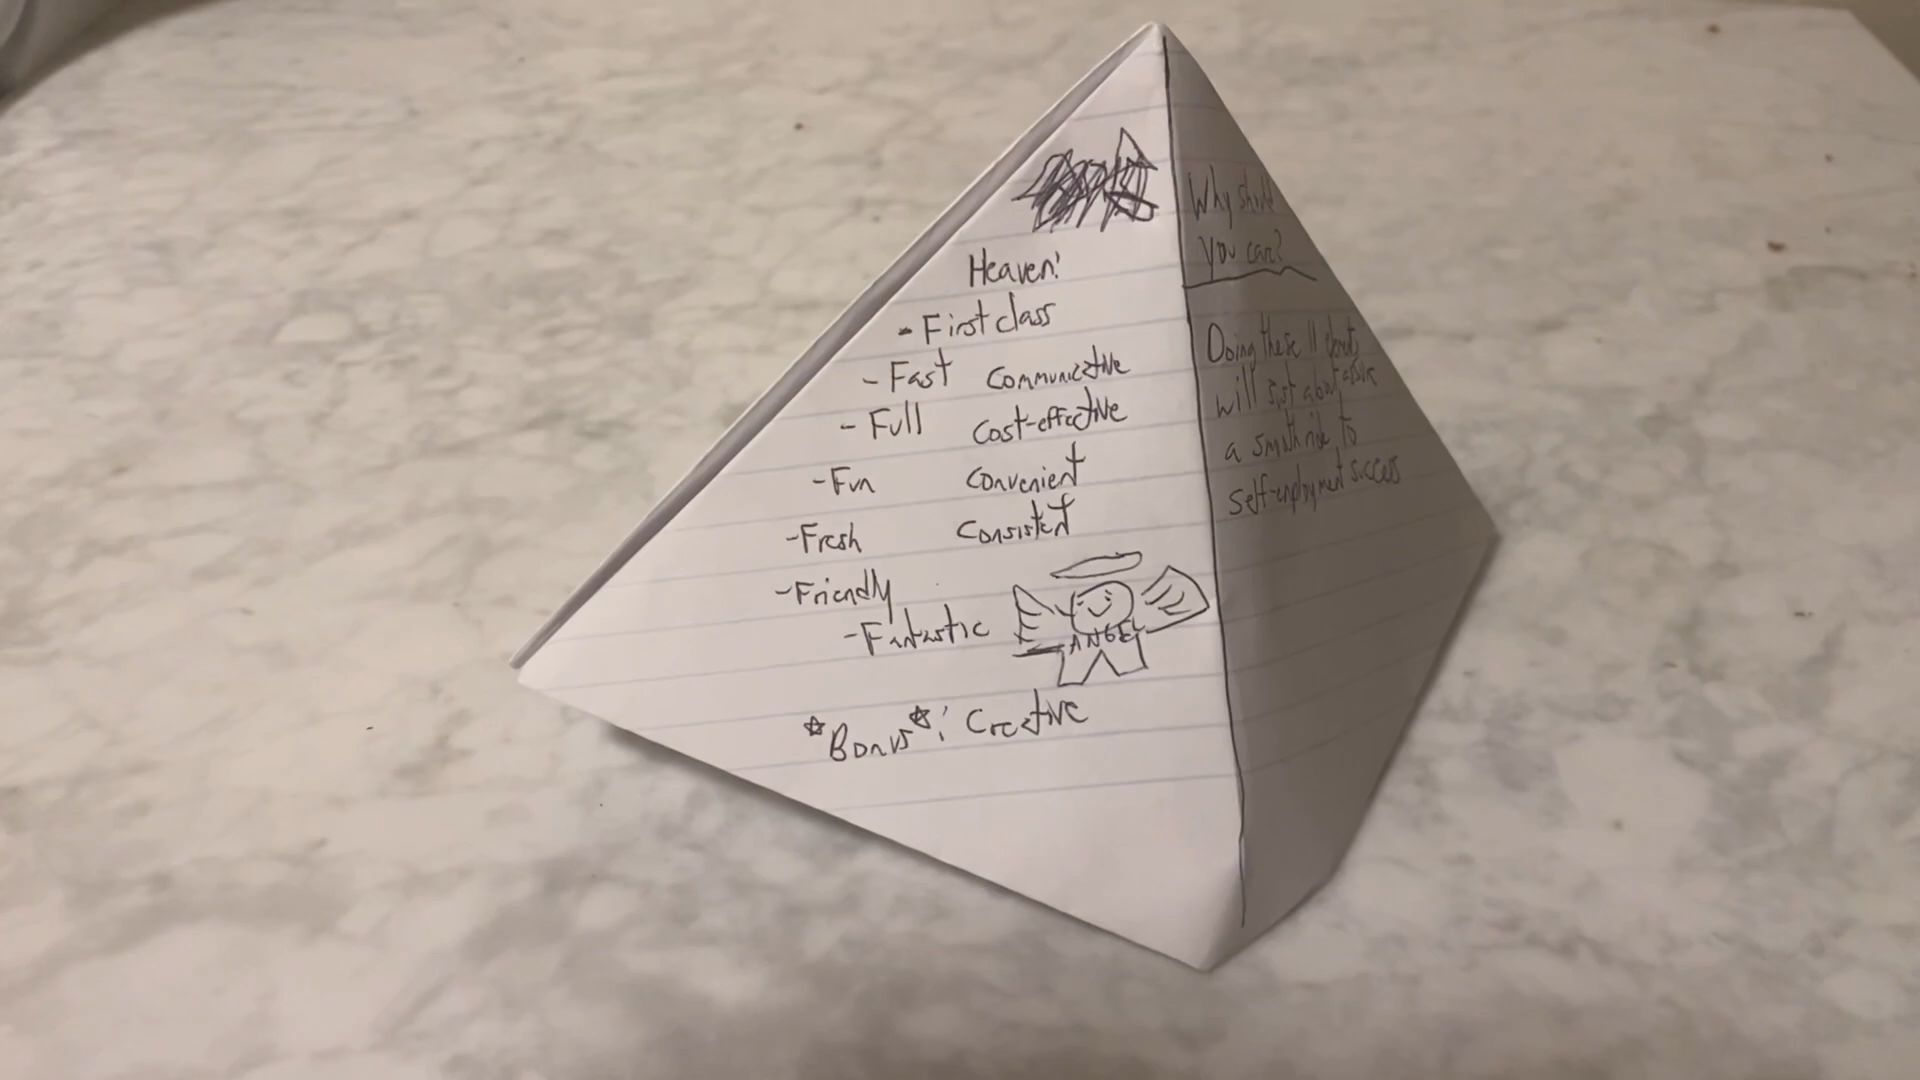 Heaven:
- First class
- Fast Communicative
- Full Cost-effective
- Fun Convenient
- Fresh Consistent
- Friendly
- Fantastic
ANGEL
*Bonus*: Creative
Why should
you care?
Doing these 11
will just about
a smooth ride to
self-employment success